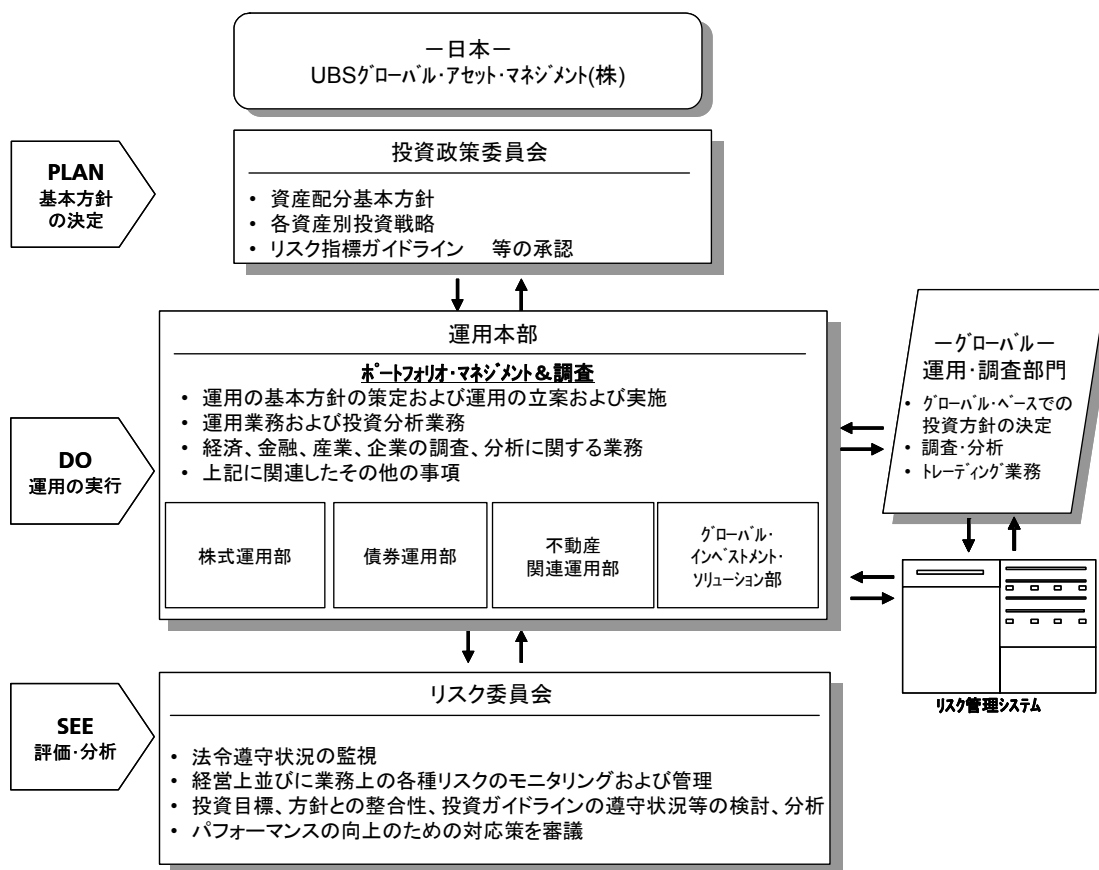 －日本－
UBSｸﾞﾛｰﾊﾞﾙ･アセット･マネジﾒﾝﾄ(株)
PLAN
基本方針
の決定
投資政策委員会
• 資産配分基本方針
• 各資産別投資戦略
• リスク指標ガイドライン　等の承認
DO
運用の実行
運用本部
ﾎﾟｰﾄﾌｫﾘｵ･ﾏﾈｼﾞﾒﾝﾄ＆調査
• 運用の基本方針の策定および運用の立案および実施
• 運用業務および投資分析業務
• 経済、金融、産業、企業の調査、分析に関する業務
• 上記に関連したその他の事項
株式運用部
債券運用部
不動産
関連運用部
ｸﾞﾛｰﾊﾞﾙ･
ｲﾝﾍﾞｽﾄﾒﾝﾄ･
ｿﾘｭｰｼｮﾝ部
－ｸﾞﾛｰﾊﾞﾙ－
運用･調査部門
• ｸﾞﾛｰﾊﾞﾙ･ﾍﾞｰｽでの
投資方針の決定
• 調査･分析
• ﾄﾚｰﾃﾞｨﾝｸﾞ業務
ﾘｽｸ管理ｼｽﾃﾑ
SEE
評価･分析
リスク委員会
• 法令遵守状況の監視
• 経営上並びに業務上の各種リスクのモニタリングおよび管理
• 投資目標、方針との整合性、投資ガイドラインの遵守状況等の検討、分析
• パフォーマンスの向上のための対応策を審議